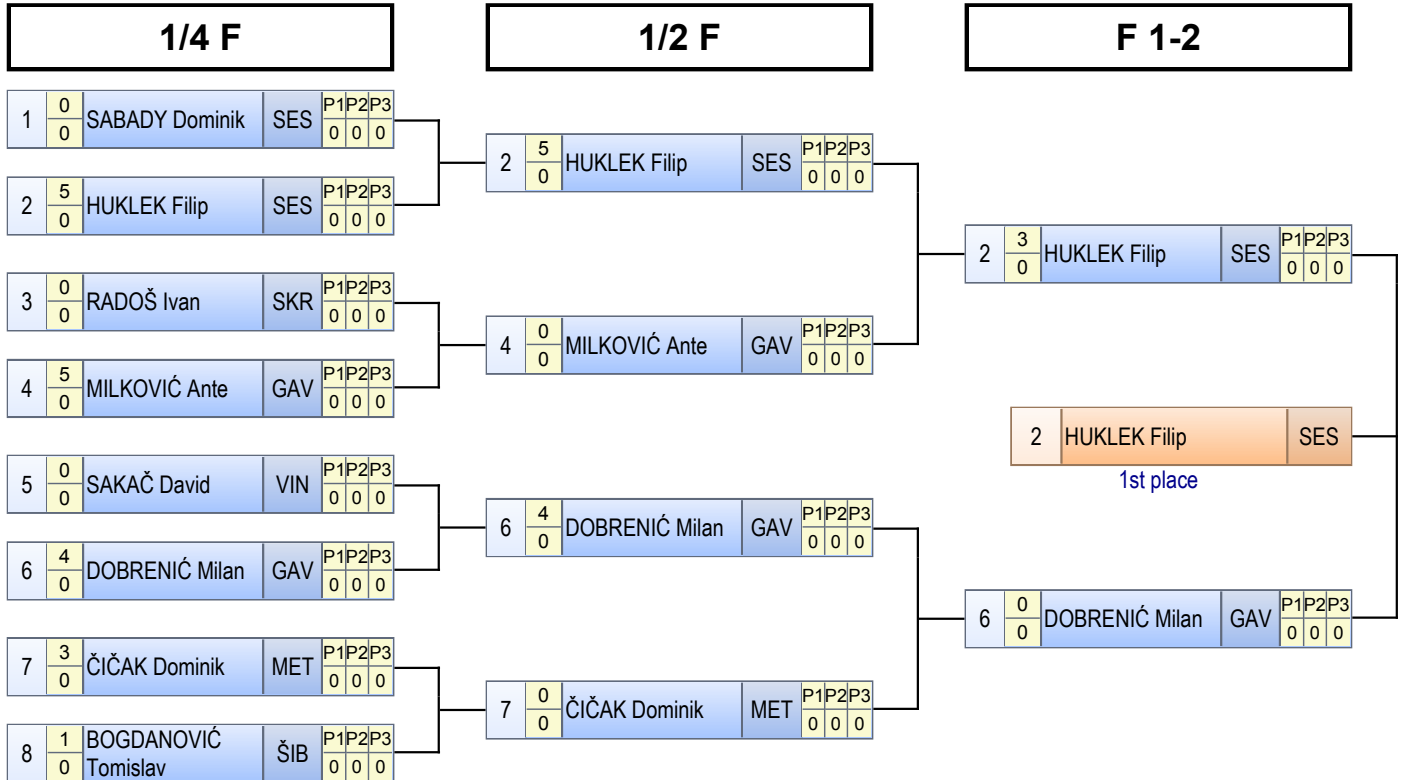 1/4 F
1/2 F
F 1-2
1 0 SABADY Dominik SES P1 P2 P3
0 0 0 0
2 5 HUKLEK Filip SES P1 P2 P3
0 0 0 0
3 0 RADOŠ Ivan SKR P1 P2 P3
0 0 0 0
4 5 MILKOVIĆ Ante GAV P1 P2 P3
0 0 0 0
5 0 SAKAČ David VIN P1 P2 P3
0 0 0 0
6 4 DOBRENIĆ Milan GAV P1 P2 P3
0 0 0 0
7 3 ČIČAK Dominik MET P1 P2 P3
0 0 0 0
8 1 BOGDANOVIĆ ŠIB P1 P2 P3
0 Tomislav 0 0 0
2 5 HUKLEK Filip SES P1 P2 P3
0 0 0 0
4 0 MILKOVIĆ Ante GAV P1 P2 P3
0 0 0 0
6 4 DOBRENIĆ Milan GAV P1 P2 P3
0 0 0 0
7 0 ČIČAK Dominik MET P1 P2 P3
0 0 0 0
2 3 HUKLEK Filip SES P1 P2 P3
0 0 0 0
2 HUKLEK Filip SES
1st place
6 0 DOBRENIĆ Milan GAV P1 P2 P3
0 0 0 0